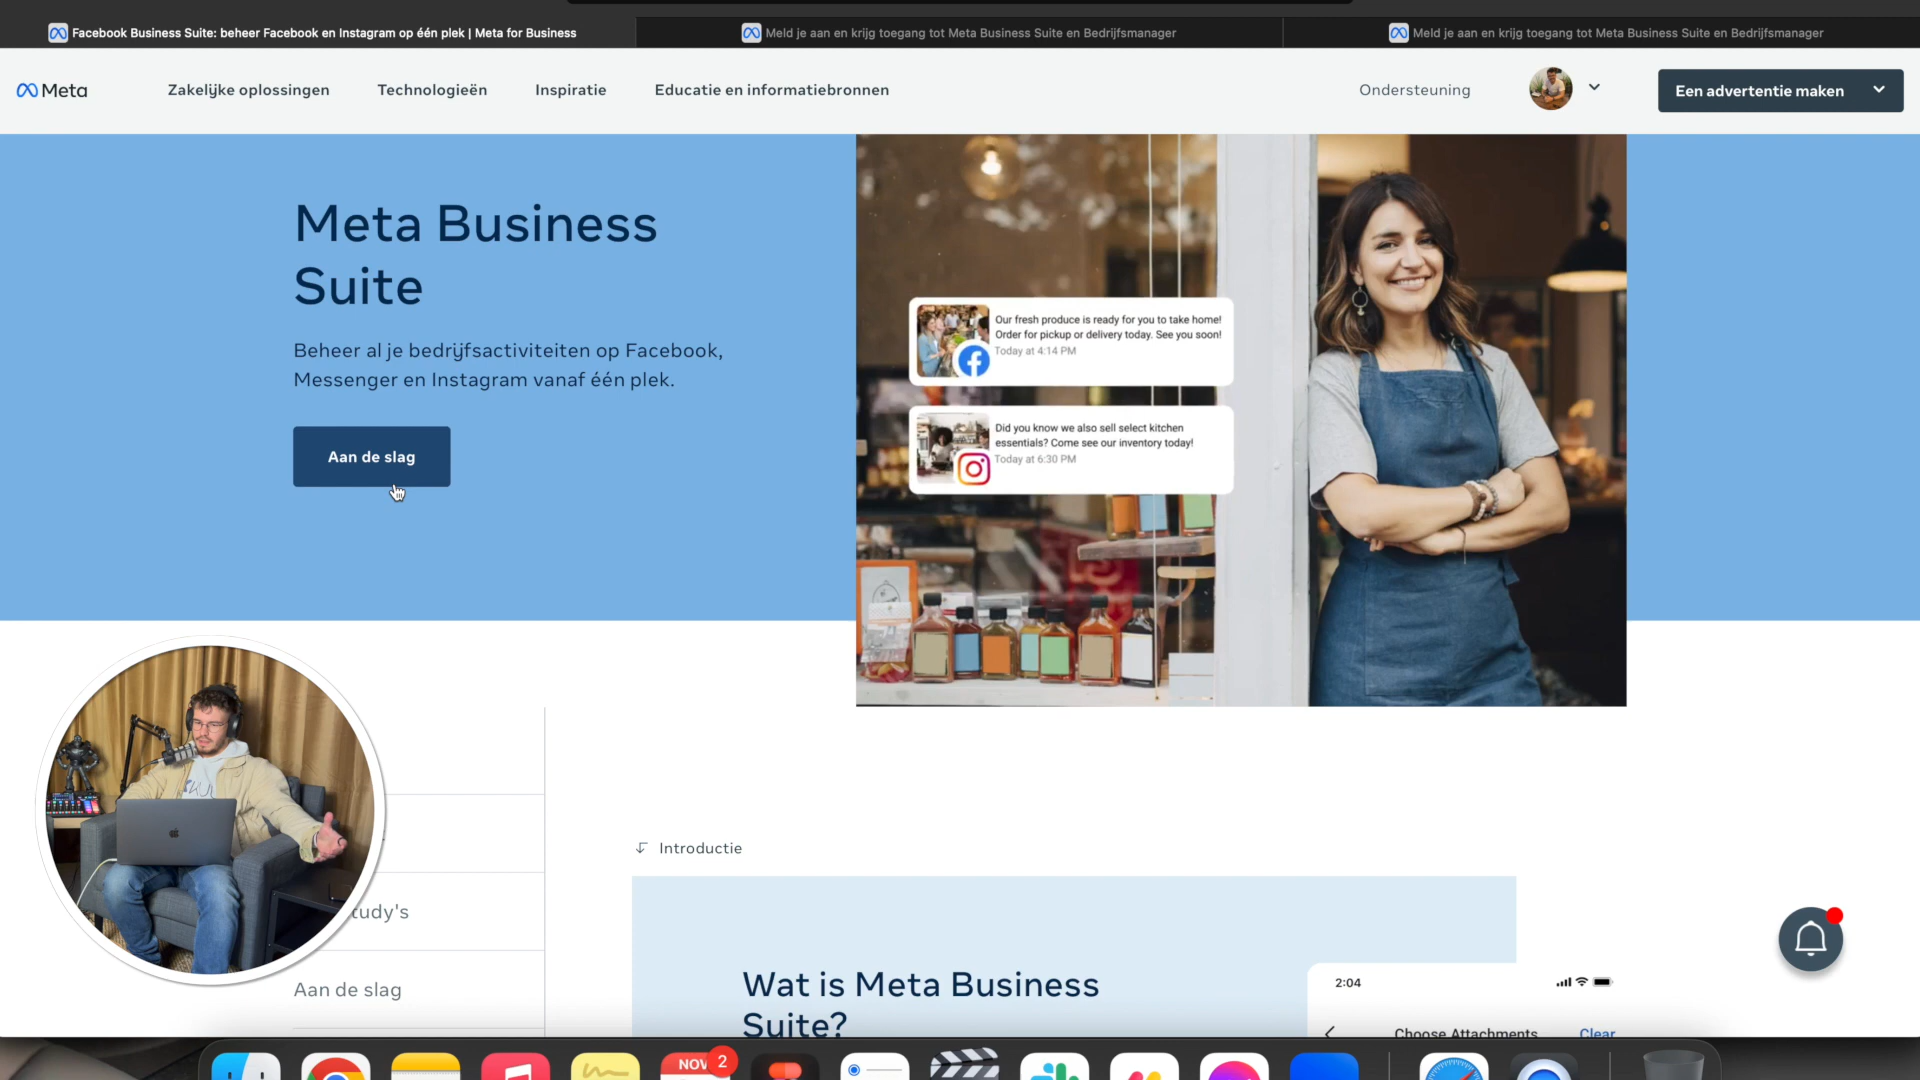 Facebook Business Suite: beheer Facebook en Instagram op één plek | Meta for Business
Meld je aan en krijg toegang tot Meta Business Suite en Bedrijfsmanager
Meld je aan en krijg toegang tot Meta Business Suite en Bedrijfsmanager
Meta
Zakelijke oplossingen
Technologieën
Inspiratie
Educatie en informatiebronnen
Ondersteuning
Een advertentie maken
Meta Business
Suite
Beheer al je bedrijfsactiviteiten op Facebook,
Messenger en Instagram vanaf één plek.
Aan de slag
Our fresh produce is ready for you to take home!
Order for pickup or delivery today. See you soon!
Today at 4:14 PM
Did you know we also sell select kitchen
essentials? Come see our inventory today!
Today at 6:30 PM
tudy's
Aan de slag
Introductie
Wat is Meta Business
Suite?
2:04
Choose Attachments
Clear
NOV
2